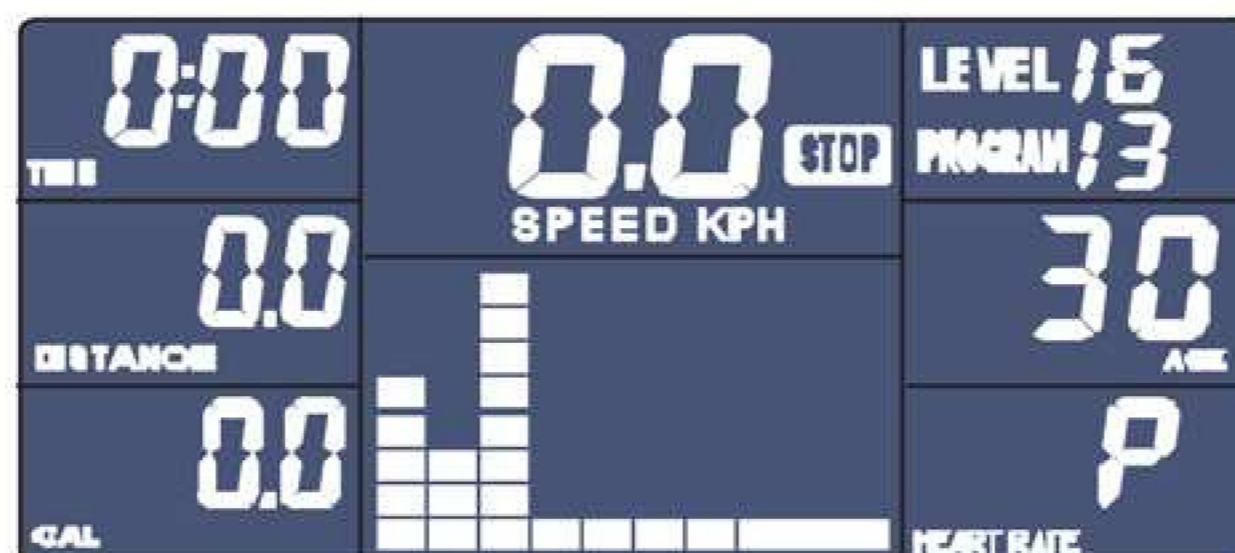 0:00
TIME
0.0
DISTANCE
0.0
CAL
0.0
STOP
SPEED KPH
LEVEL 16
PROGRAM 13
30
AGE
P
HEART RATE